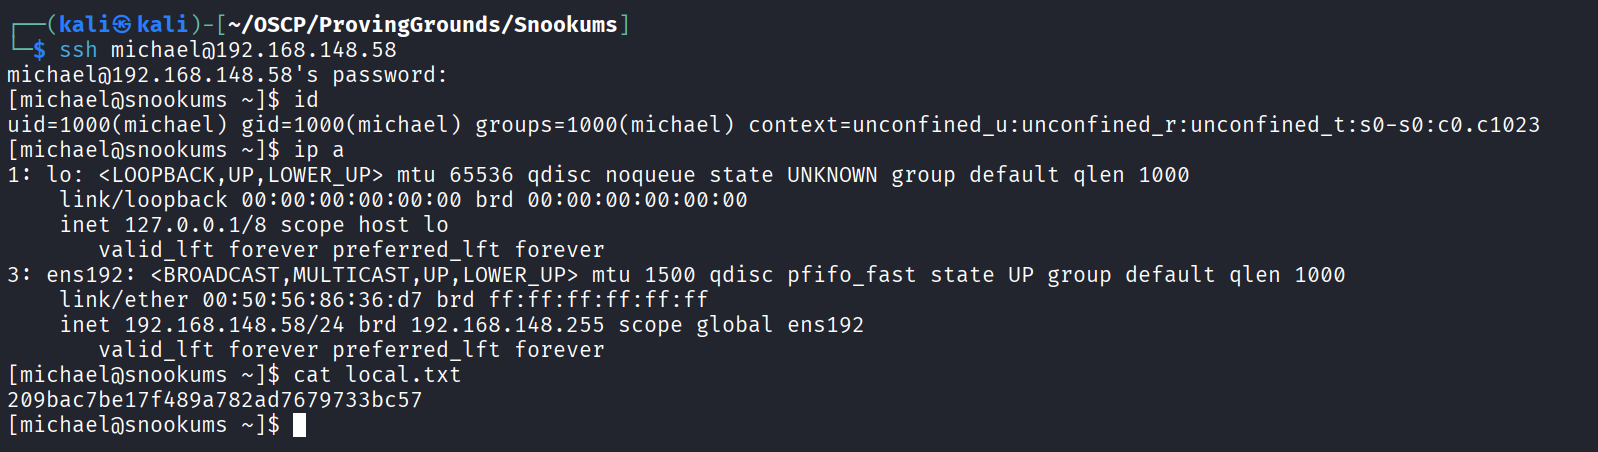 ┌──(kali㉿kali)-[~/OSCP/ProvingGrounds/Snookums]
└─$ ssh michael@192.168.148.58
michael@192.168.148.58's password:
[michael@snookums ~]$ id
uid=1000(michael) gid=1000(michael) groups=1000(michael) context=unconfined_u:unconfined_r:unconfined_t:s0-s0:c0.c1023
[michael@snookums ~]$ ip a
1: lo: <LOOPBACK,UP,LOWER_UP> mtu 65536 qdisc noqueue state UNKNOWN group default qlen 1000
    link/loopback 00:00:00:00:00:00 brd 00:00:00:00:00:00
    inet 127.0.0.1/8 scope host lo
       valid_lft forever preferred_lft forever
3: ens192: <BROADCAST,MULTICAST,UP,LOWER_UP> mtu 1500 qdisc pfifo_fast state UP group default qlen 1000
    link/ether 00:50:56:86:36:d7 brd ff:ff:ff:ff:ff:ff
    inet 192.168.148.58/24 brd 192.168.148.255 scope global ens192
       valid_lft forever preferred_lft forever
[michael@snookums ~]$ cat local.txt
209bac7be17f489a782ad7679733bc57
[michael@snookums ~]$